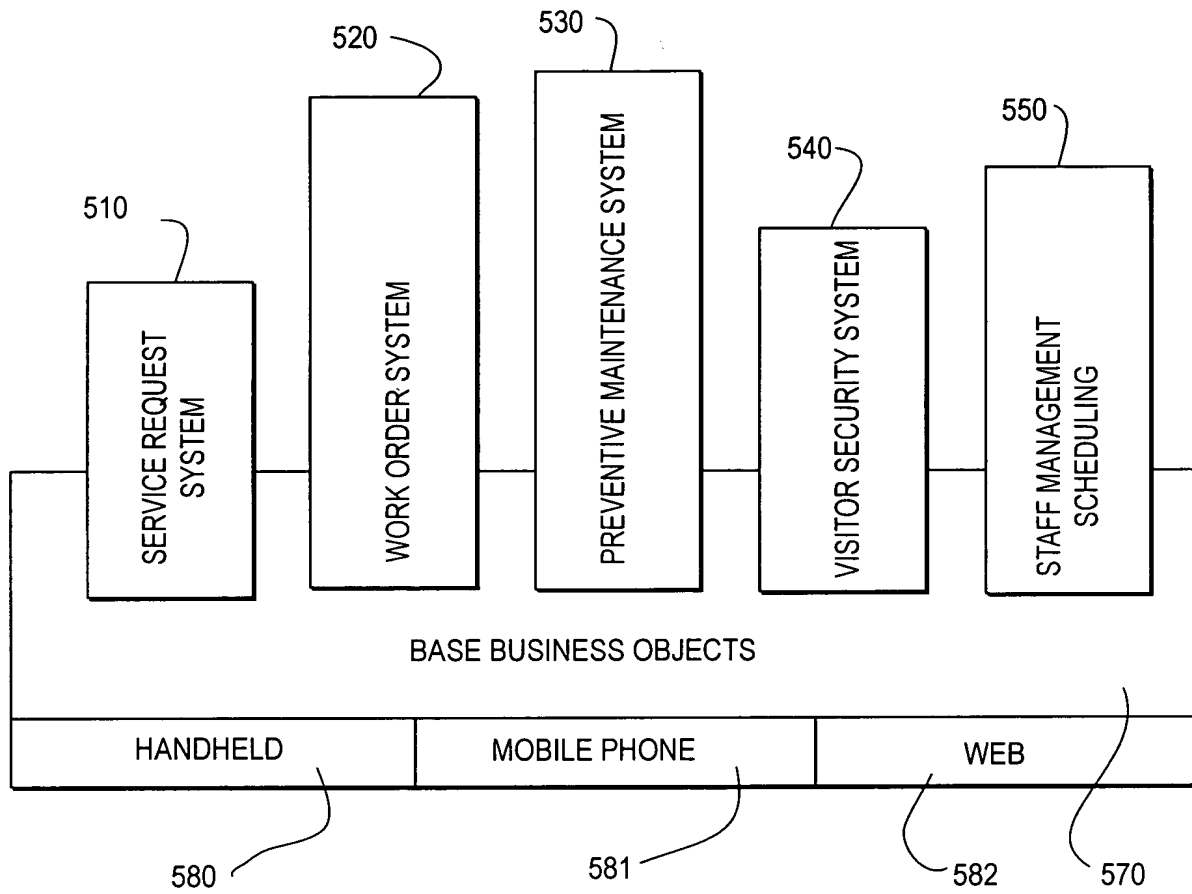 530
520
550
540
510
SERVICE REQUEST
SYSTEM
WORK ORDER SYSTEM
PREVENTIVE MAINTENANCE SYSTEM
VISITOR SECURITY SYSTEM
STAFF MANAGEMENT
SCHEDULING
BASE BUSINESS OBJECTS
HANDHELD
MOBILE PHONE
WEB
580
581
582
570